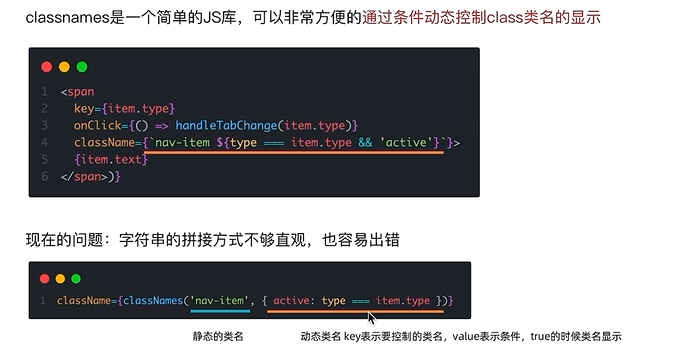 classnames是一个简单的JS库，可以非常方便的通过条件动态控制class类名的显示
1 <span
2 key={item.type}
3 onClick={() => handleTabChange(item.type)}
4 className={`nav-item ${type === item.type && 'active'}`}>
5 {item.text}
6 </span>)}
现在的问题：字符串的拼接方式不够直观，也容易出错
1 className={classNames('nav-item', { active: type === item.type })}
静态的类名 动态类名 key表示要控制的类名，value表示条件，true的时候类名显示